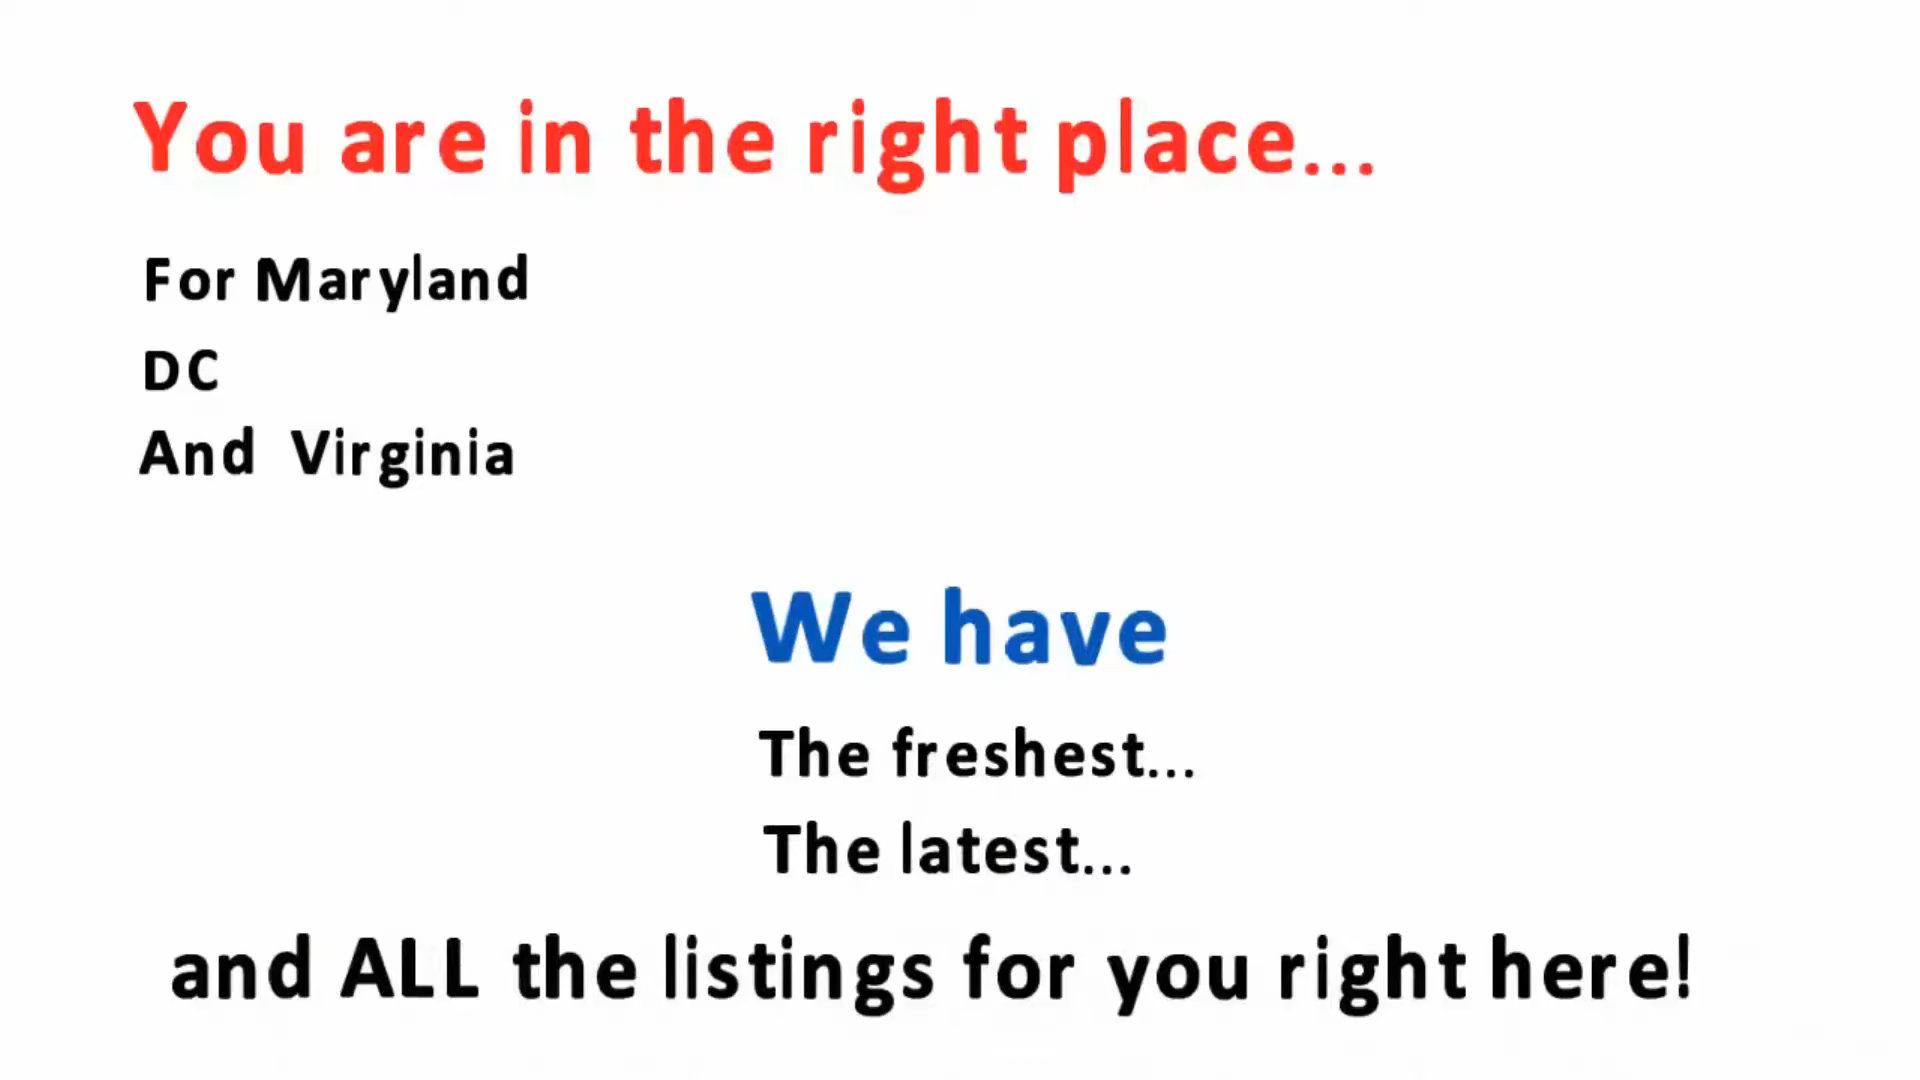 You are in the right place...
For Maryland
DC
And Virginia
We have
The freshest...
The latest...
and ALL the listings for you right here!